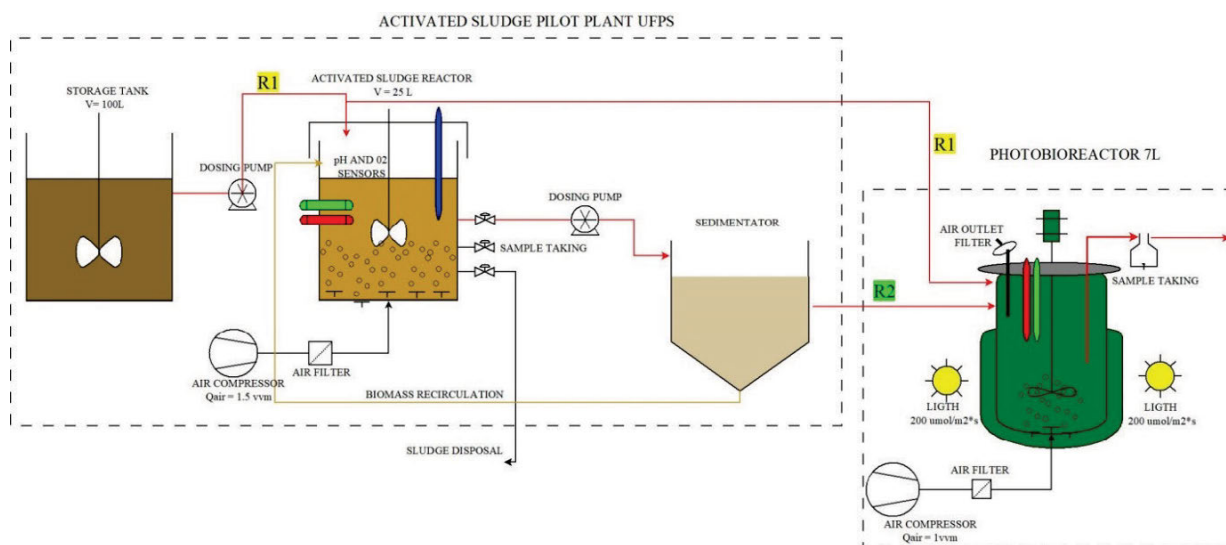 ACTIVATED SLUDGE PILOT PLANT UFPS
STORAGE TANK
V= 100L
R1
ACTIVATED SLUDGE REACTOR
V = 25 L
DOSING PUMP
pH AND 02
SENSORS
DOSING PUMP
SAMPLE TAKING
SEDIMENTATOR
AIR COMPRESSOR
Qair = 1.5 vvm
AIR FILTER
BIOMASS RECIRCULATION
SLUDGE DISPOSAL
R1
R2
PHOTOBIOREACTOR 7L
AIR OUTLET
FILTER
SAMPLE TAKING
LIGTH
200 umol/m2*s
LIGTH
200 umol/m2*s
AIR FILTER
AIR COMPRESSOR
Qair = 1vvm